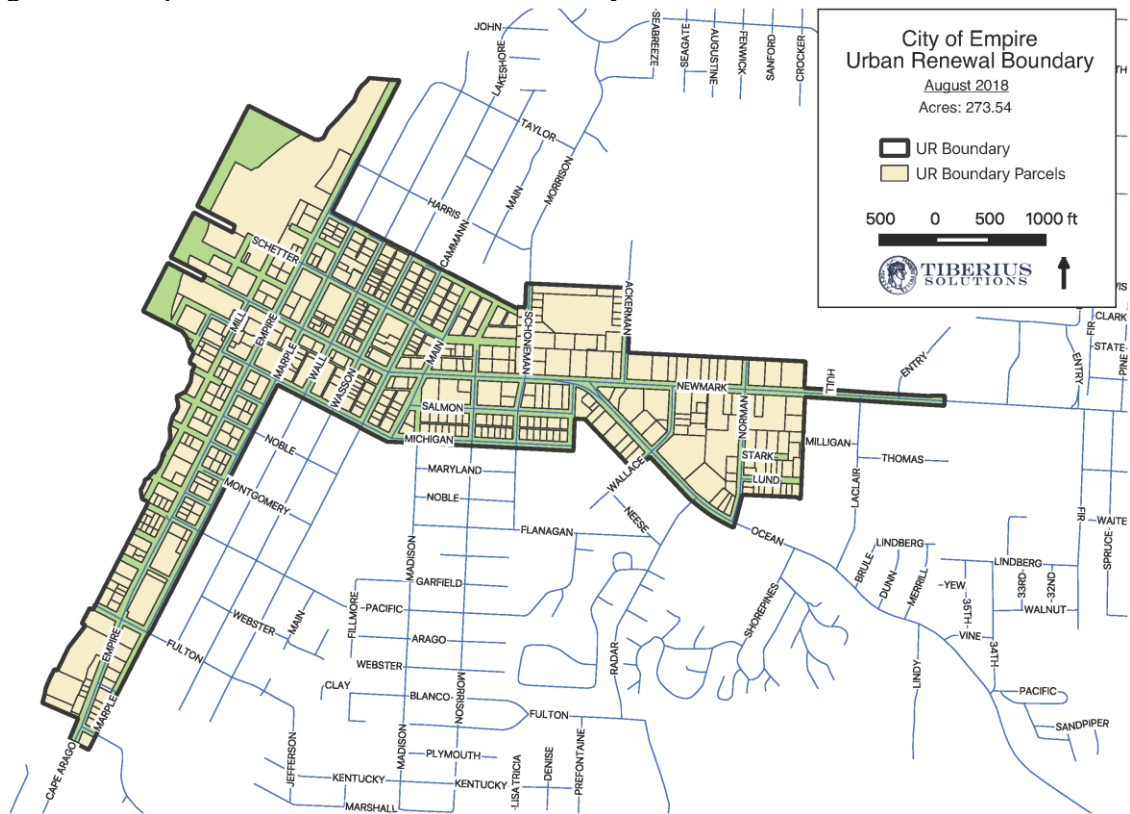 City of Empire
Urban Renewal Boundary
August 2018
Acres: 273.54
UR Boundary
UR Boundary Parcels
500 0 500 1000 ft
TIBERIUS
SOLUTIONS
JOHN
LAKESHORE
SEABREEZE
SEAGATE
AUGUSTINE
FENWICK
SANFORD
CROCKER
TH
TAYLOR
MAIN
MORRISON
HARRIS
CAMMANN
SCHETTER
ACKERMAN
VIS
CLARK
FIR
STATE
PINE
ENTRY
ENTRY
MILL
EMPIRE
MARPLE
WALL
WASSON
MAIN
SCHONEMAN
NEWMARK
HULL
SALMON
NORMAN
MICHIGAN
MILLIGAN
NOBLE
MARYLAND
WALLACE
STARK
THOMAS
LUND
LACLAIR
MONTGOMERY
NOBLE
NEESE
FLANAGAN
OCEAN
FIR
WAITE
SPRUCE
MADISON
LINDBERG
LINDBERG
BRULE
DUNN
MERRILL
YEW
35TH
33RD
32ND
WALNUT
GARFIELD
PACIFIC
FILLMORE
MAIN
WEBSTER
ARAGO
SHOREPINES
VINE
34TH
EMPIRE
FULTON
WEBSTER
RADAR
LINDY
CLAY
BLANCO
MORRISON
PACIFIC
MARPLE
FULTON
SANDPIPER
JEFFERSON
MADISON
PLYMOUTH
CAPE ARAGO
KENTUCKY
KENTUCKY
LISA TRICIA
DENISE
PREFONTAINE
MARSHALL